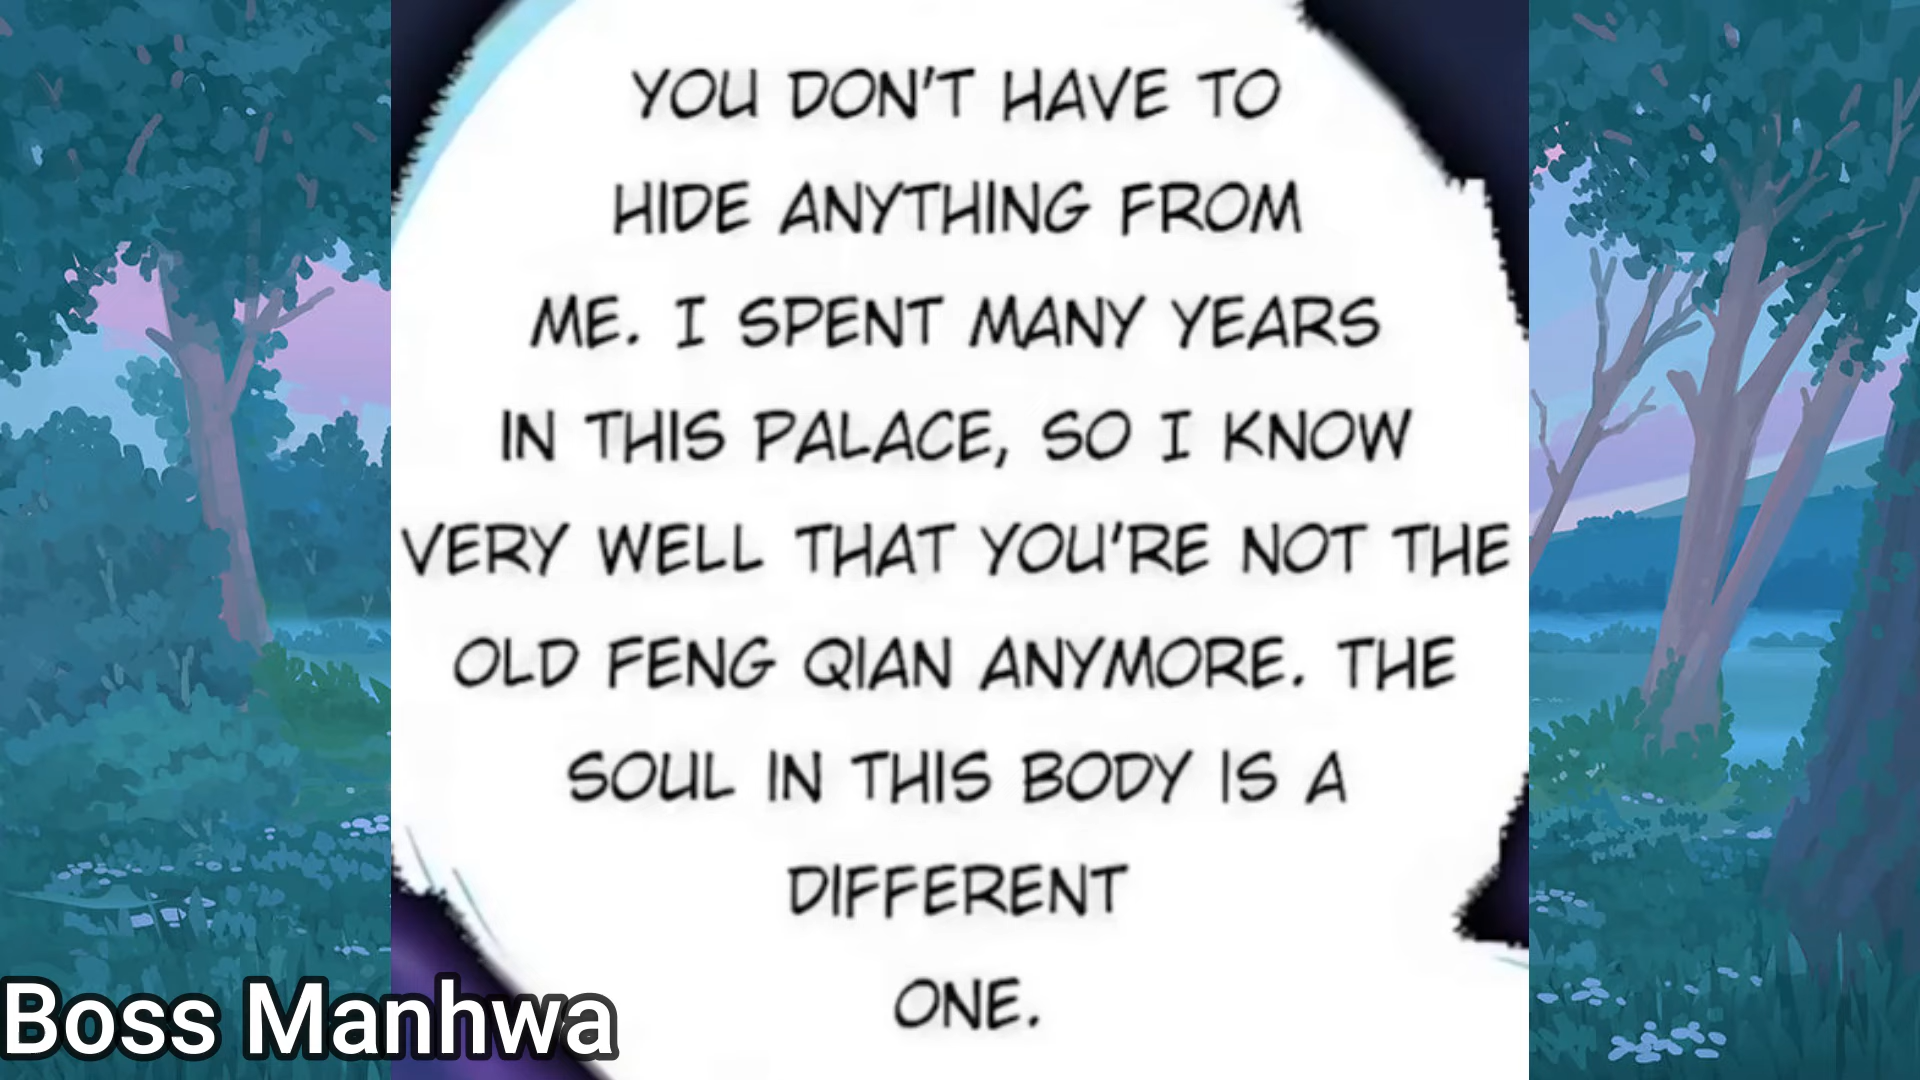 YOU DON'T HAVE TO
HIDE ANYTHING FROM
ME. I SPENT MANY YEARS
IN THIS PALACE, SO I KNOW
VERY WELL THAT YOU'RE NOT THE
OLD FENG QIAN ANYMORE. THE
SOUL IN THIS BODY IS A
DIFFERENT
ONE.
Boss Manhwa